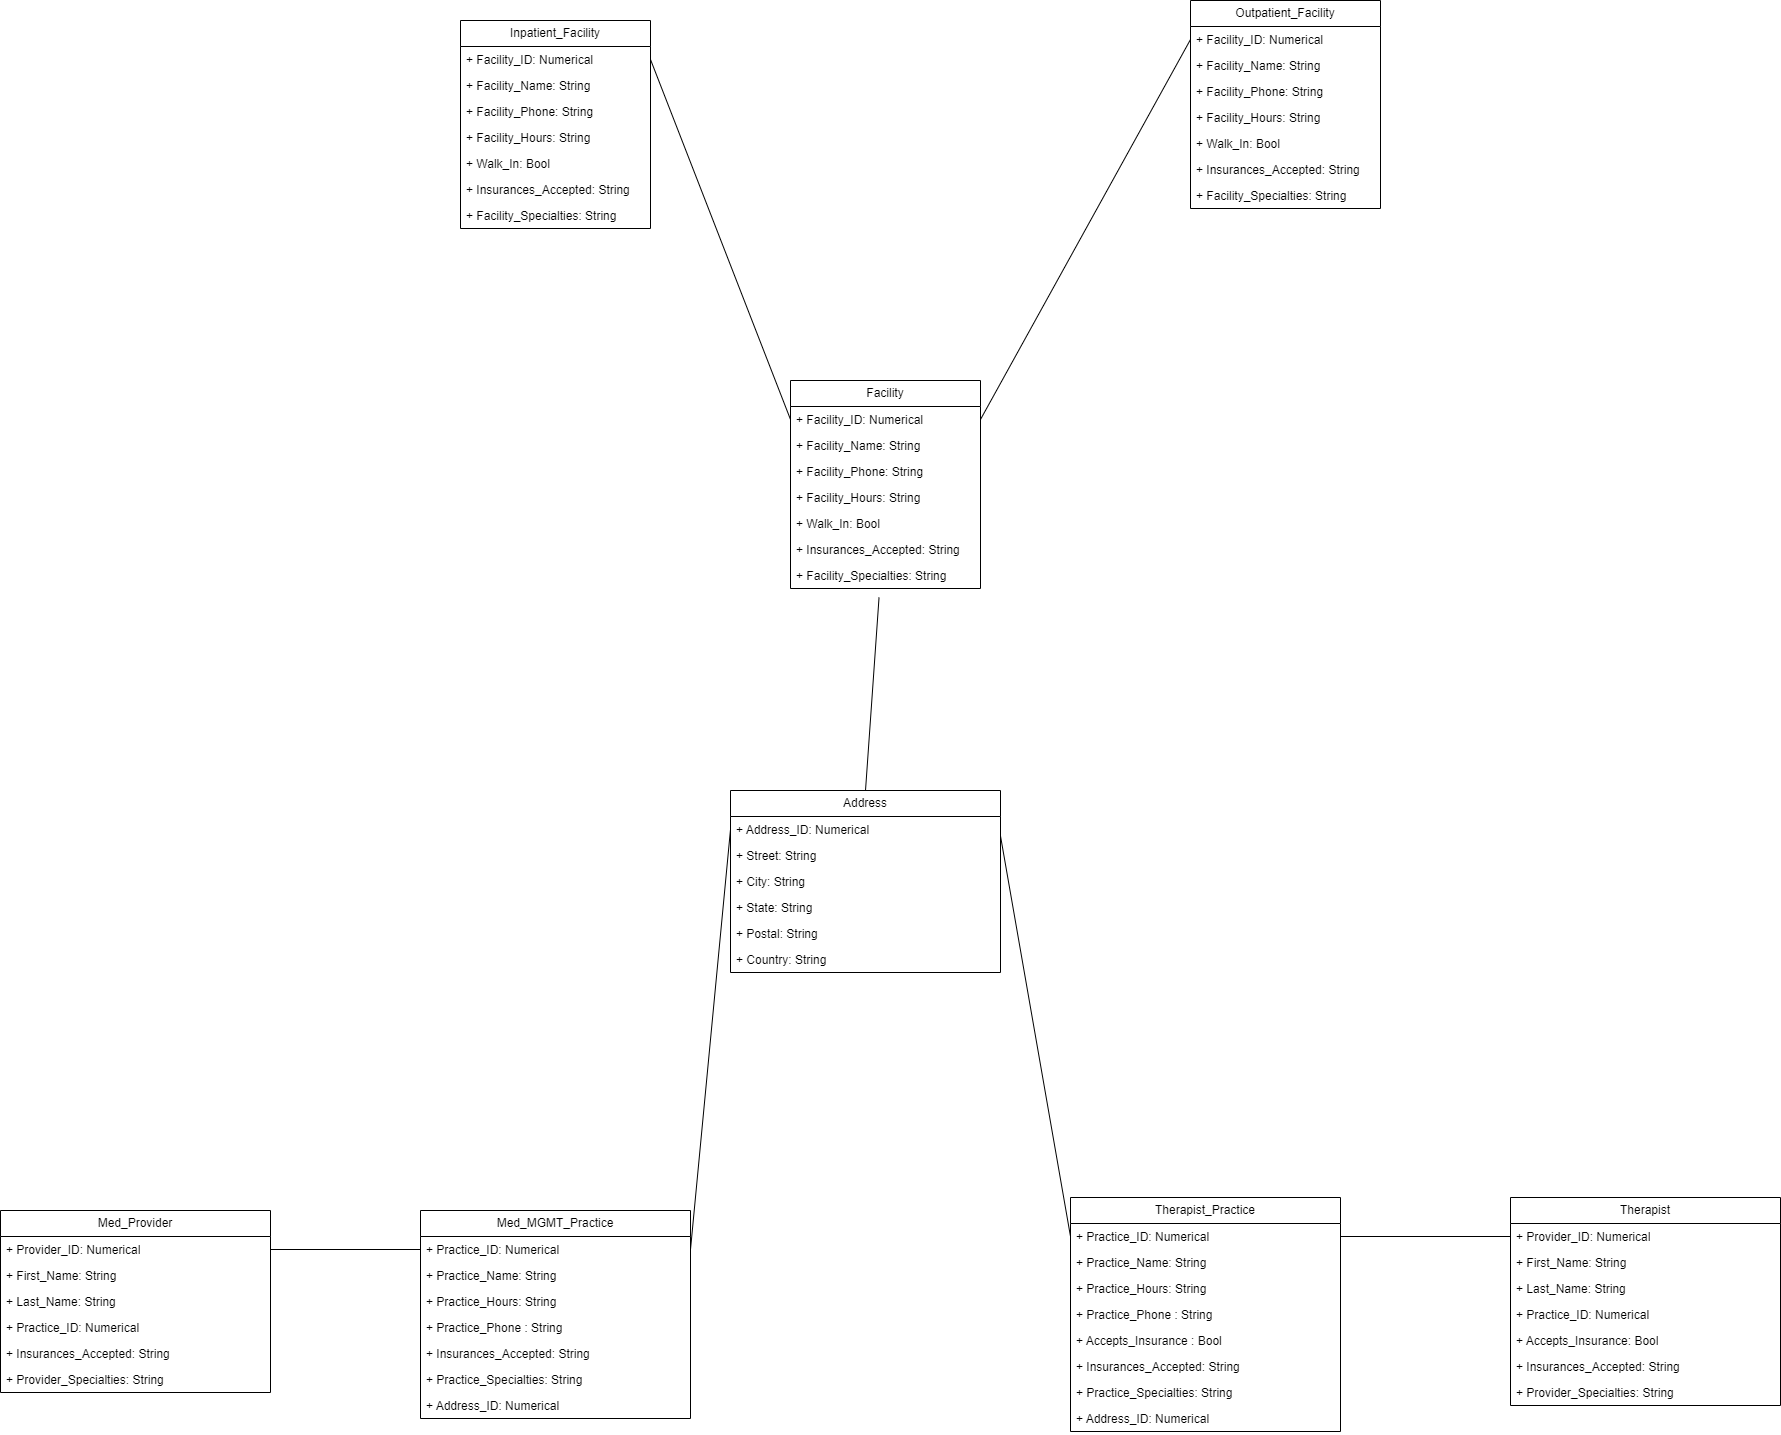 Inpatient_Facility
+ Facility_ID: Numerical
+ Facility_Name: String
+ Facility_Phone: String
+ Facility_Hours: String
+ Walk_In: Bool
+ Insurances_Accepted: String
+ Facility_Specialties: String
Outpatient_Facility
+ Facility_ID: Numerical
+ Facility_Name: String
+ Facility_Phone: String
+ Facility_Hours: String
+ Walk_In: Bool
+ Insurances_Accepted: String
+ Facility_Specialties: String
Facility
+ Facility_ID: Numerical
+ Facility_Name: String
+ Facility_Phone: String
+ Facility_Hours: String
+ Walk_In: Bool
+ Insurances_Accepted: String
+ Facility_Specialties: String
Address
+ Address_ID: Numerical
+ Street: String
+ City: String
+ State: String
+ Postal: String
+ Country: String
Med_Provider
+ Provider_ID: Numerical
+ First_Name: String
+ Last_Name: String
+ Practice_ID: Numerical
+ Insurances_Accepted: String
+ Provider_Specialties: String
Med_MGMT_Practice
+ Practice_ID: Numerical
+ Practice_Name: String
+ Practice_Hours: String
+ Practice_Phone : String
+ Insurances_Accepted: String
+ Practice_Specialties: String
+ Address_ID: Numerical
Therapist_Practice
+ Practice_ID: Numerical
+ Practice_Name: String
+ Practice_Hours: String
+ Practice_Phone : String
+ Accepts_Insurance : Bool
+ Insurances_Accepted: String
+ Practice_Specialties: String
+ Address_ID: Numerical
Therapist
+ Provider_ID: Numerical
+ First_Name: String
+ Last_Name: String
+ Practice_ID: Numerical
+ Accepts_Insurance: Bool
+ Insurances_Accepted: String
+ Provider_Specialties: String